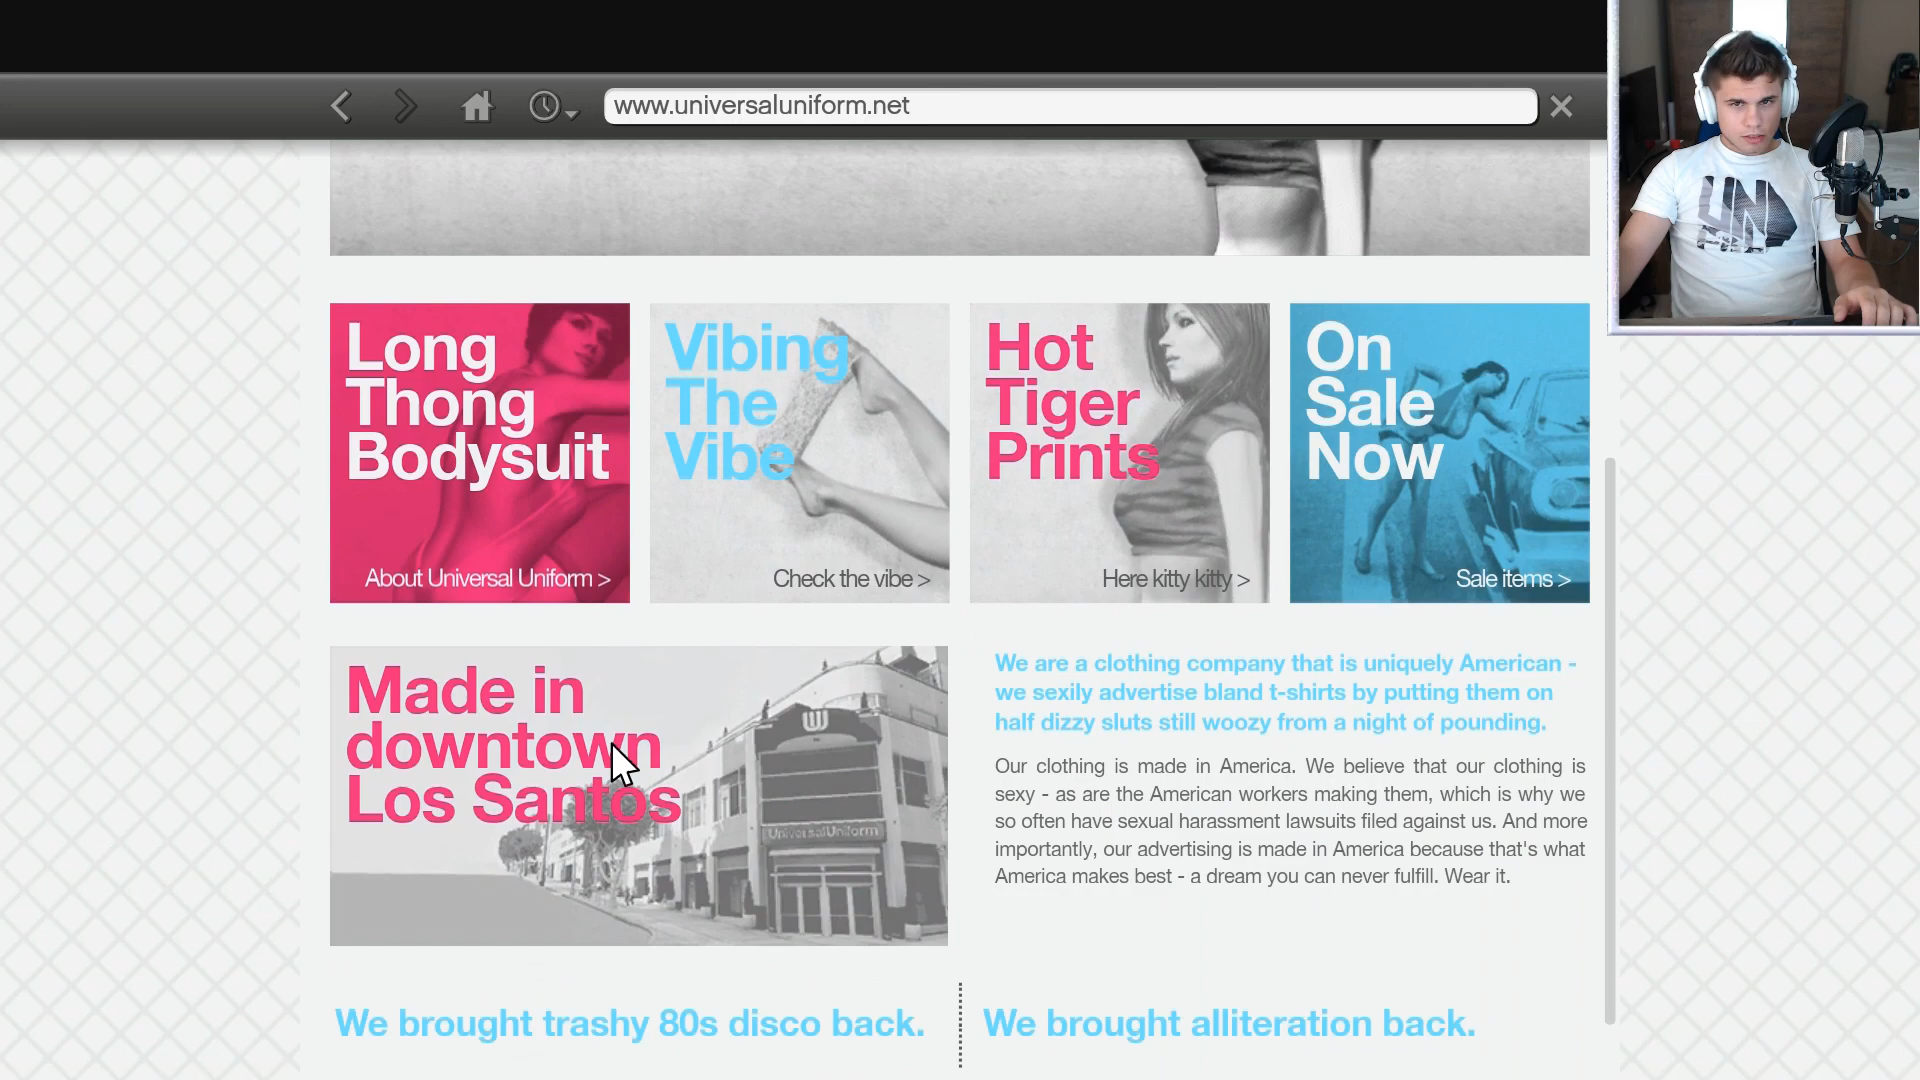 www.universaluniform.net
Long
Thong
Bodysuit
About Universal Uniform >
Vibing
The
Vibe
Check the vibe >
Hot
Tiger
Prints
Here kitty kitty >
On
Sale
Now
Sale items >
Made in
downtown
Los Santos
UniversalUniform
We are a clothing company that is uniquely American -
we sexily advertise bland t-shirts by putting them on
half dizzy sluts still woozy from a night of pounding.
Our clothing is made in America. We believe that our clothing is
sexy - as are the American workers making them, which is why we
so often have sexual harassment lawsuits filed against us. And more
importantly, our advertising is made in America because that's what
America makes best - a dream you can never fulfill. Wear it.
We brought trashy 80s disco back.
We brought alliteration back.